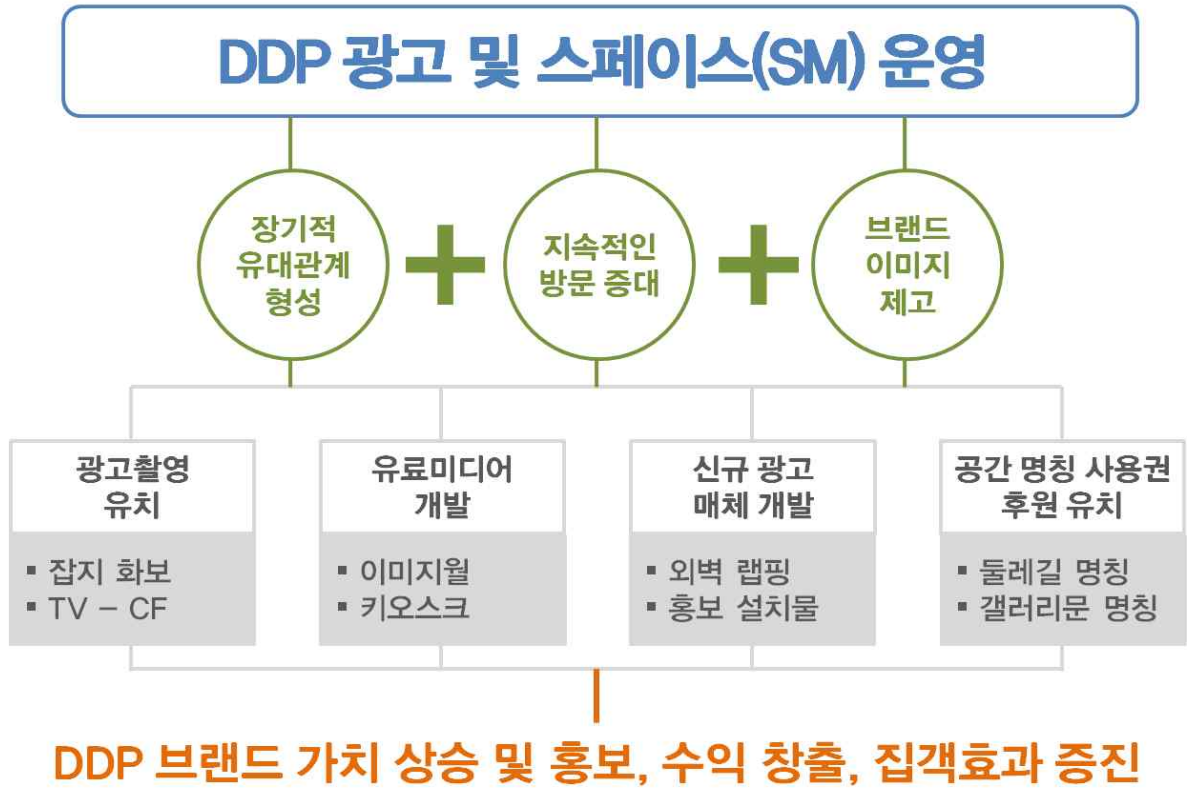 DDP 광고 및 스페이스(SM) 운영
장기적
유대관계
형성
지속적인
방문 증대
브랜드
이미지
제고
광고촬영
유치
▪ 잡지 화보
▪ TV – CF
유료미디어
개발
▪ 이미지월
▪ 키오스크
신규 광고
매체 개발
▪ 외벽 랩핑
▪ 홍보 설치물
공간 명칭 사용권
후원 유치
▪ 둘레길 명칭
▪ 갤러리문 명칭
DDP 브랜드 가치 상승 및 홍보, 수익 창출, 집객효과 증진